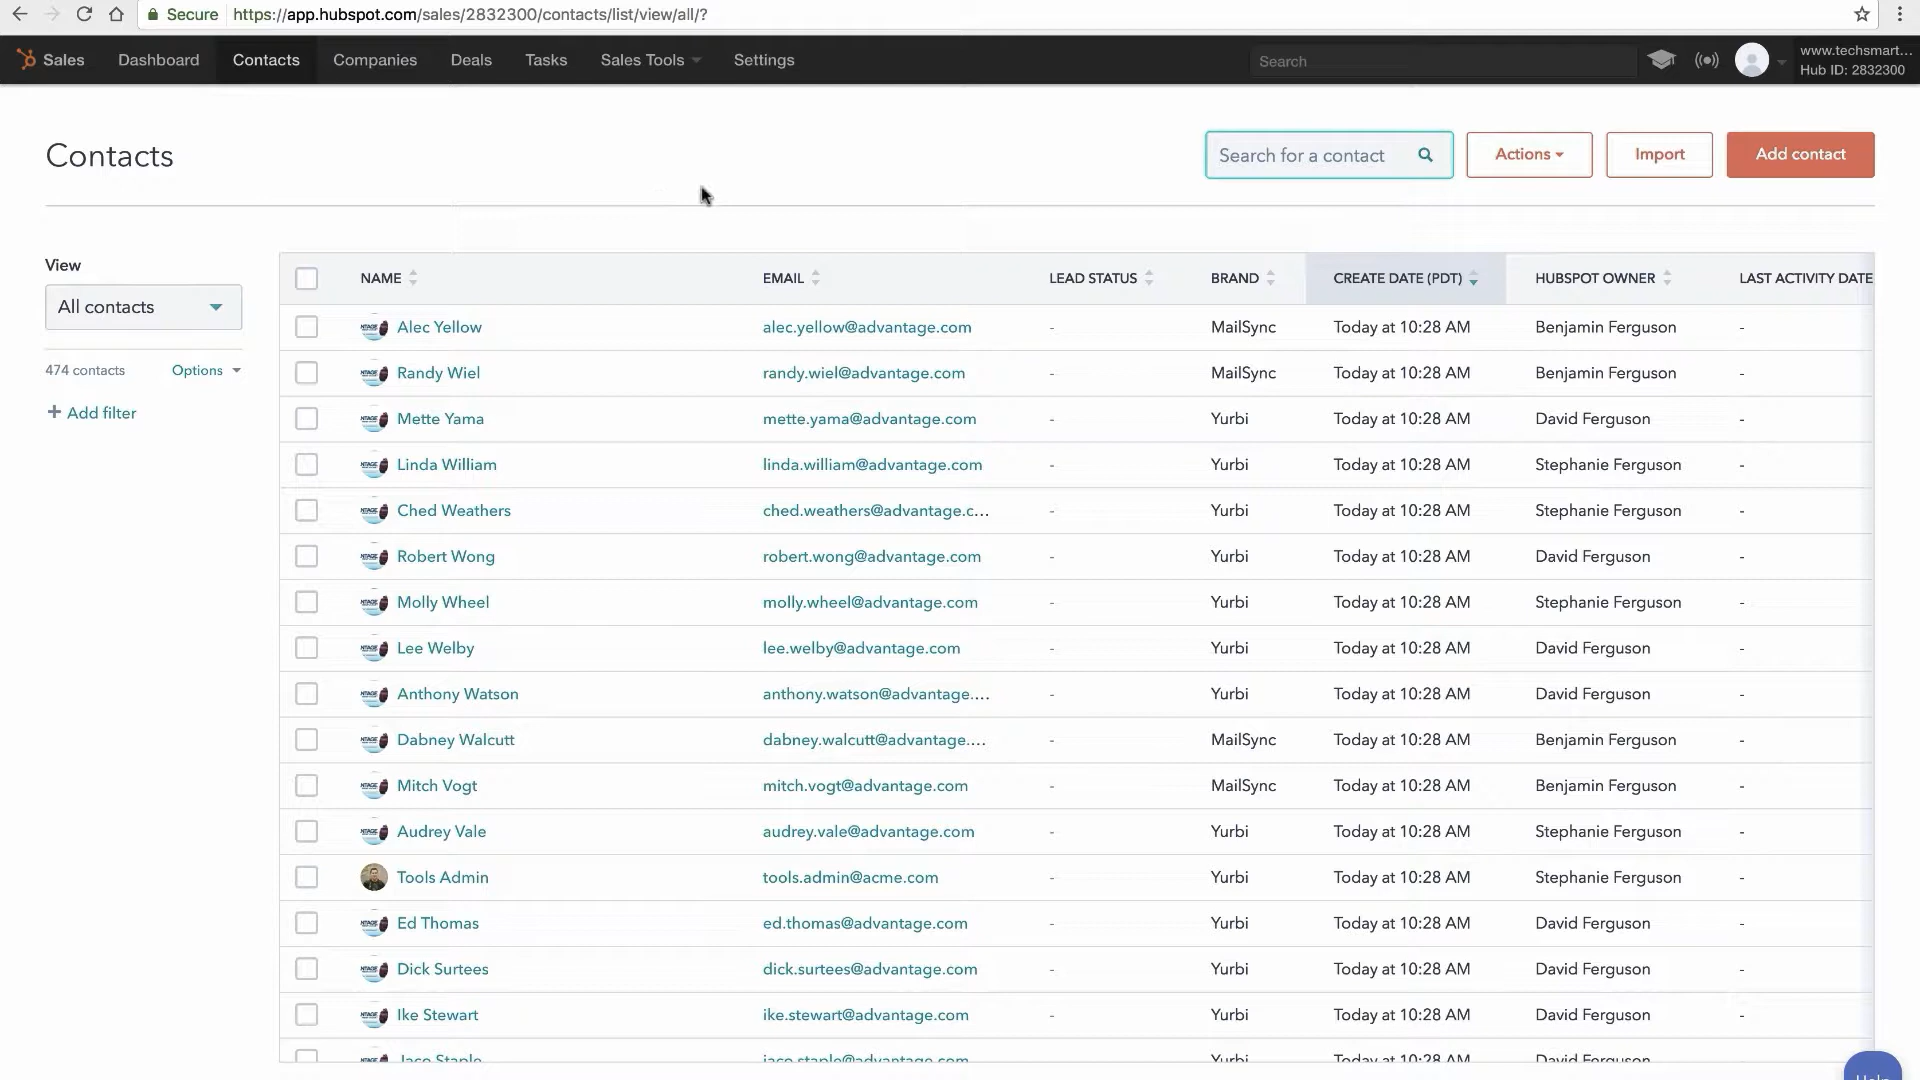 Secure https://app.hubspot.com/sales/2832300/contacts/list/view/all/?
Sales Dashboard Contacts Companies Deals Tasks Sales Tools Settings Search www.techsmart...
Hub ID: 2832300
Contacts Search for a contact Actions Import Add contact
View
All contacts
474 contacts Options
+ Add filter
NAME EMAIL LEAD STATUS BRAND CREATE DATE (PDT) HUBSPOT OWNER LAST ACTIVITY DATE
Alec Yellow alec.yellow@advantage.com - MailSync Today at 10:28 AM Benjamin Ferguson -
Randy Wiel randy.wiel@advantage.com - MailSync Today at 10:28 AM Benjamin Ferguson -
Mette Yama mette.yama@advantage.com - Yurbi Today at 10:28 AM David Ferguson -
Linda William linda.william@advantage.com - Yurbi Today at 10:28 AM Stephanie Ferguson -
Ched Weathers ched.weathers@advantage.c... - Yurbi Today at 10:28 AM Stephanie Ferguson -
Robert Wong robert.wong@advantage.com - Yurbi Today at 10:28 AM David Ferguson -
Molly Wheel molly.wheel@advantage.com - Yurbi Today at 10:28 AM Stephanie Ferguson -
Lee Welby lee.welby@advantage.com - Yurbi Today at 10:28 AM David Ferguson -
Anthony Watson anthony.watson@advantage.... - Yurbi Today at 10:28 AM David Ferguson -
Dabney Walcutt dabney.walcutt@advantage.... - MailSync Today at 10:28 AM Benjamin Ferguson -
Mitch Vogt mitch.vogt@advantage.com - MailSync Today at 10:28 AM Benjamin Ferguson -
Audrey Vale audrey.vale@advantage.com - Yurbi Today at 10:28 AM Stephanie Ferguson -
Tools Admin tools.admin@acme.com - Yurbi Today at 10:28 AM Stephanie Ferguson -
Ed Thomas ed.thomas@advantage.com - Yurbi Today at 10:28 AM David Ferguson -
Dick Surtees dick.surtees@advantage.com - Yurbi Today at 10:28 AM David Ferguson -
Ike Stewart ike.stewart@advantage.com - Yurbi Today at 10:28 AM David Ferguson -
Yurbi Today at 10:28 AM David Ferguson
Help